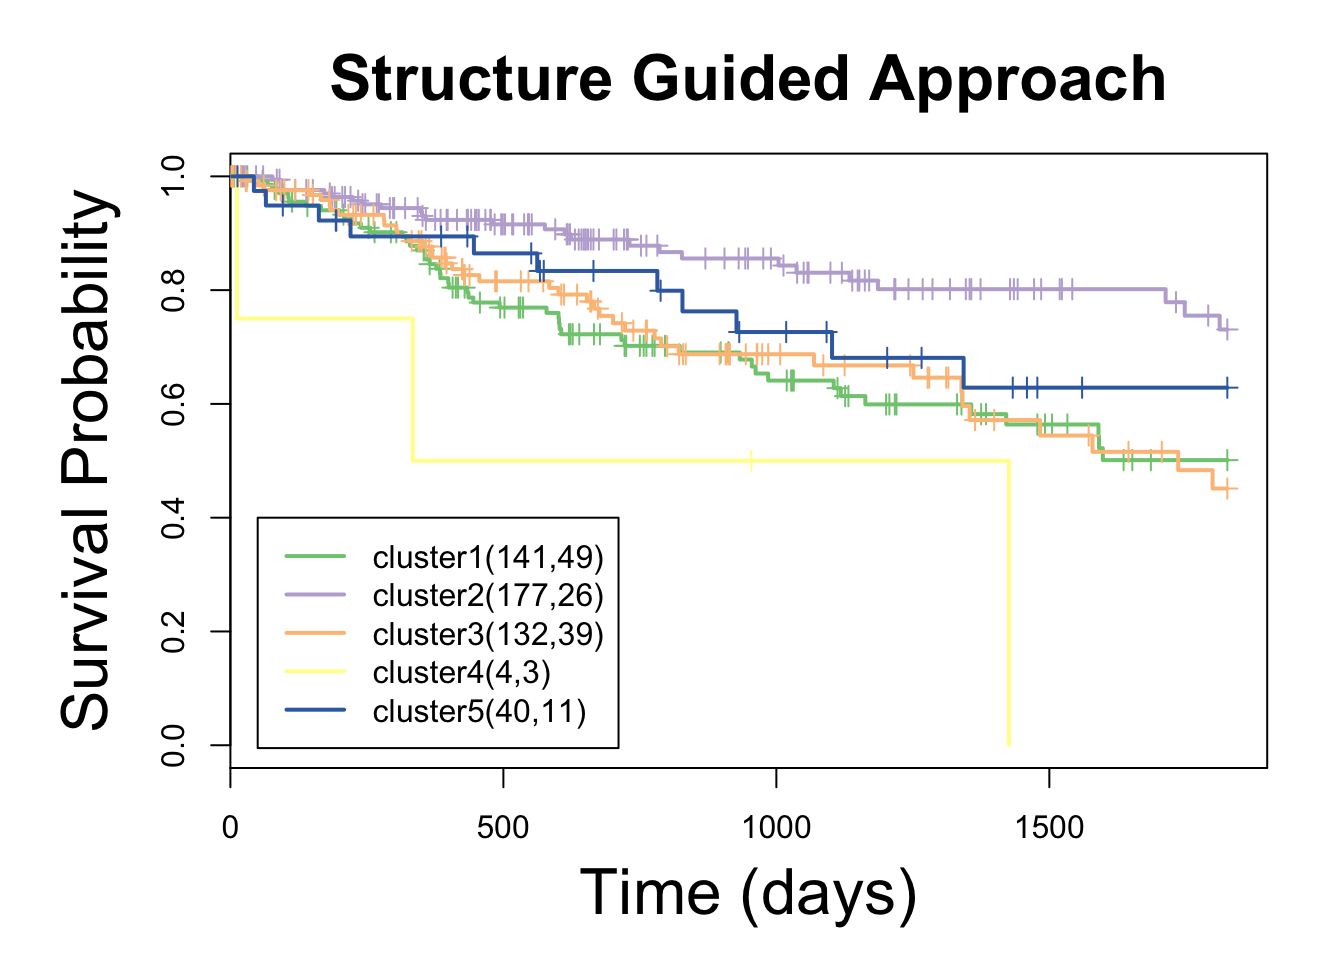 Structure Guided Approach
Survival Probability
1.0
0.8
0.6
0.4
0.2
0.0
cluster1(141,49)
cluster2(177,26)
cluster3(132,39)
cluster4(4,3)
cluster5(40,11)
0 500 1000 1500
Time (days)